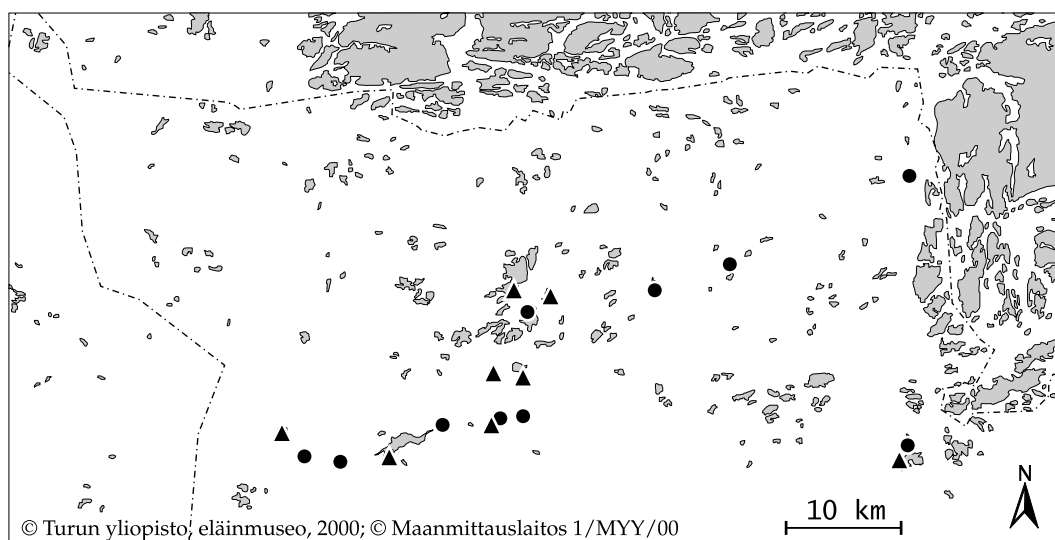 N
10 km
© Turun yliopisto, eläinmuseo, 2000; © Maanmittauslaitos 1/MYY/00